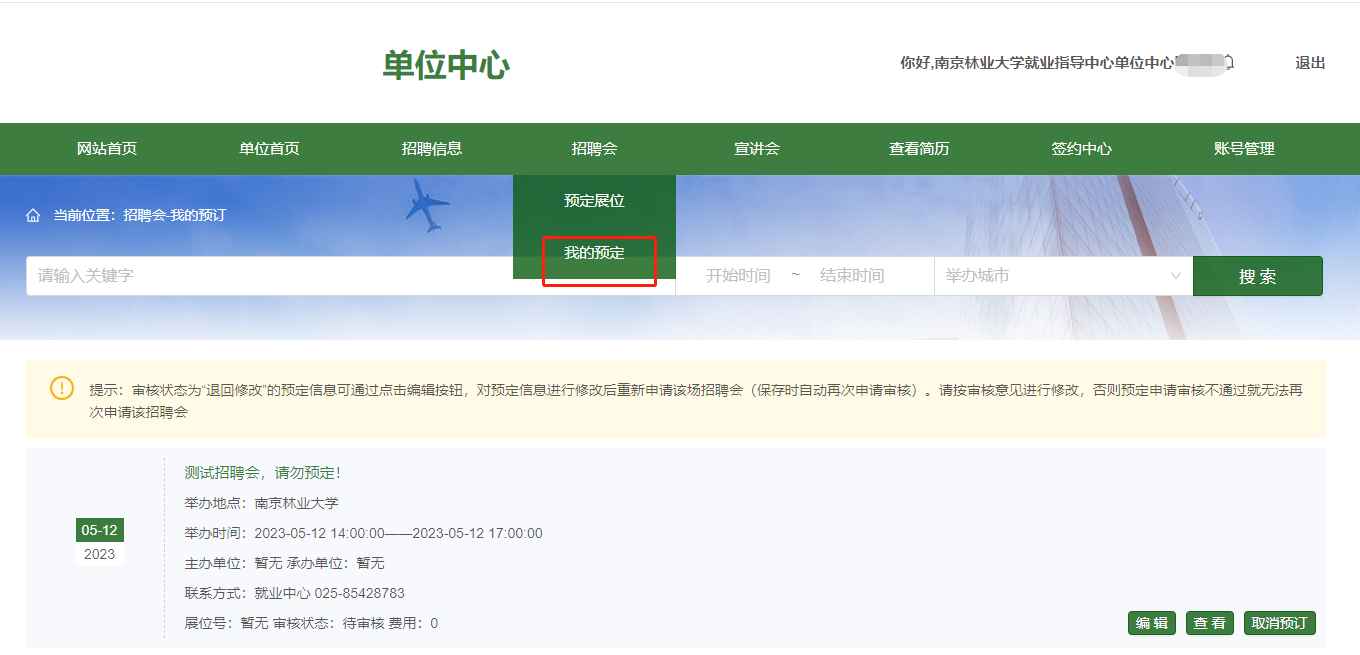 单位中心
你好,南京林业大学就业指导中心单位中心
退出
网站首页 单位首页 招聘信息 招聘会 宣讲会 查看简历 签约中心 账号管理
预定展位
当前位置：招聘会-我的预订
我的预定
请输入关键字 开始时间 ~ 结束时间 举办城市 搜 索
提示：审核状态为“退回修改”的预定信息可通过点击编辑按钮，对预定信息进行修改后重新申请该场招聘会（保存时自动再次申请审核）。请按审核意见进行修改，否则预定申请审核不通过就无法再
次申请该招聘会
测试招聘会，请勿预定！
举办地点：南京林业大学
05-12
2023
举办时间：2023-05-12 14:00:00——2023-05-12 17:00:00
主办单位：暂无 承办单位：暂无
联系方式：就业中心 025-85428783
展位号：暂无 审核状态：待审核 费用：0
编 辑 查 看 取消预订